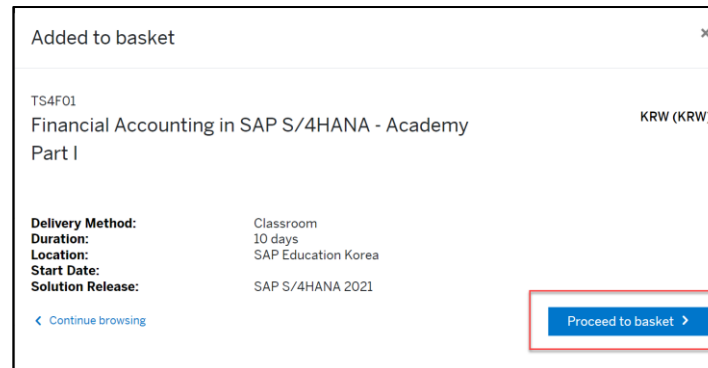 Added to basket
×
TS4F01
Financial Accounting in SAP S/4HANA - Academy
Part I
KRW (KRW)
Delivery Method: Classroom
Duration: 10 days
Location: SAP Education Korea
Start Date:
Solution Release: SAP S/4HANA 2021
Continue browsing
Proceed to basket